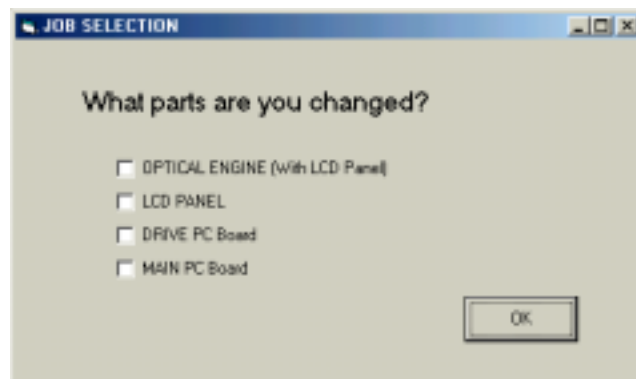 JOB SELECTION
What parts are you changed?
OPTICAL ENGINE (With LCD Panel)
LCD PANEL
DRIVE PC Board
MAIN PC Board
OK